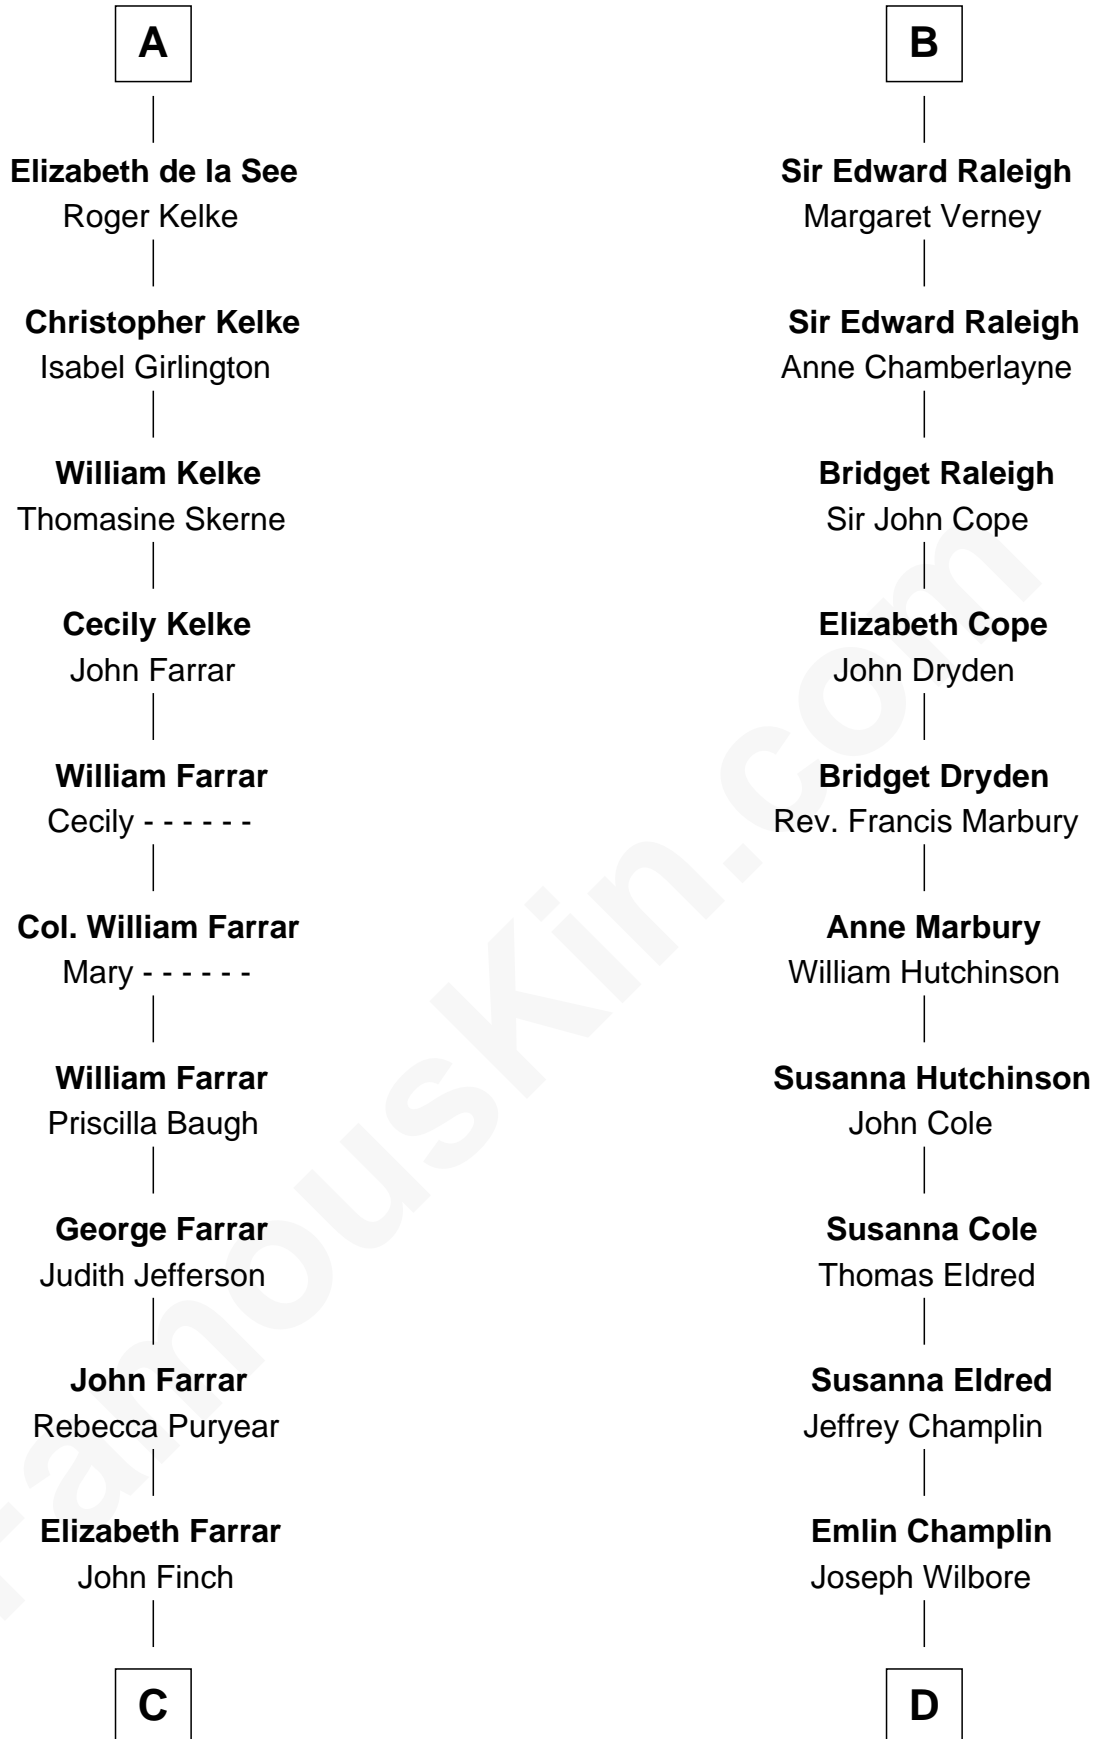 A
Elizabeth de la See
Roger Kelke
Christopher Kelke
Isabel Girlington
William Kelke
Thomasine Skerne
Cecily Kelke
John Farrar
William Farrar
Cecily - - - - - -
Col. William Farrar
Mary - - - - - -
William Farrar
Priscilla Baugh
George Farrar
Judith Jefferson
John Farrar
Rebecca Puryear
Elizabeth Farrar
John Finch
C
B
Sir Edward Raleigh
Margaret Verney
Sir Edward Raleigh
Anne Chamberlayne
Bridget Raleigh
Sir John Cope
Elizabeth Cope
John Dryden
Bridget Dryden
Rev. Francis Marbury
Anne Marbury
William Hutchinson
Susanna Hutchinson
John Cole
Susanna Cole
Thomas Eldred
Susanna Eldred
Jeffrey Champlin
Emlin Champlin
Joseph Wilbore
D
FamousKin.com